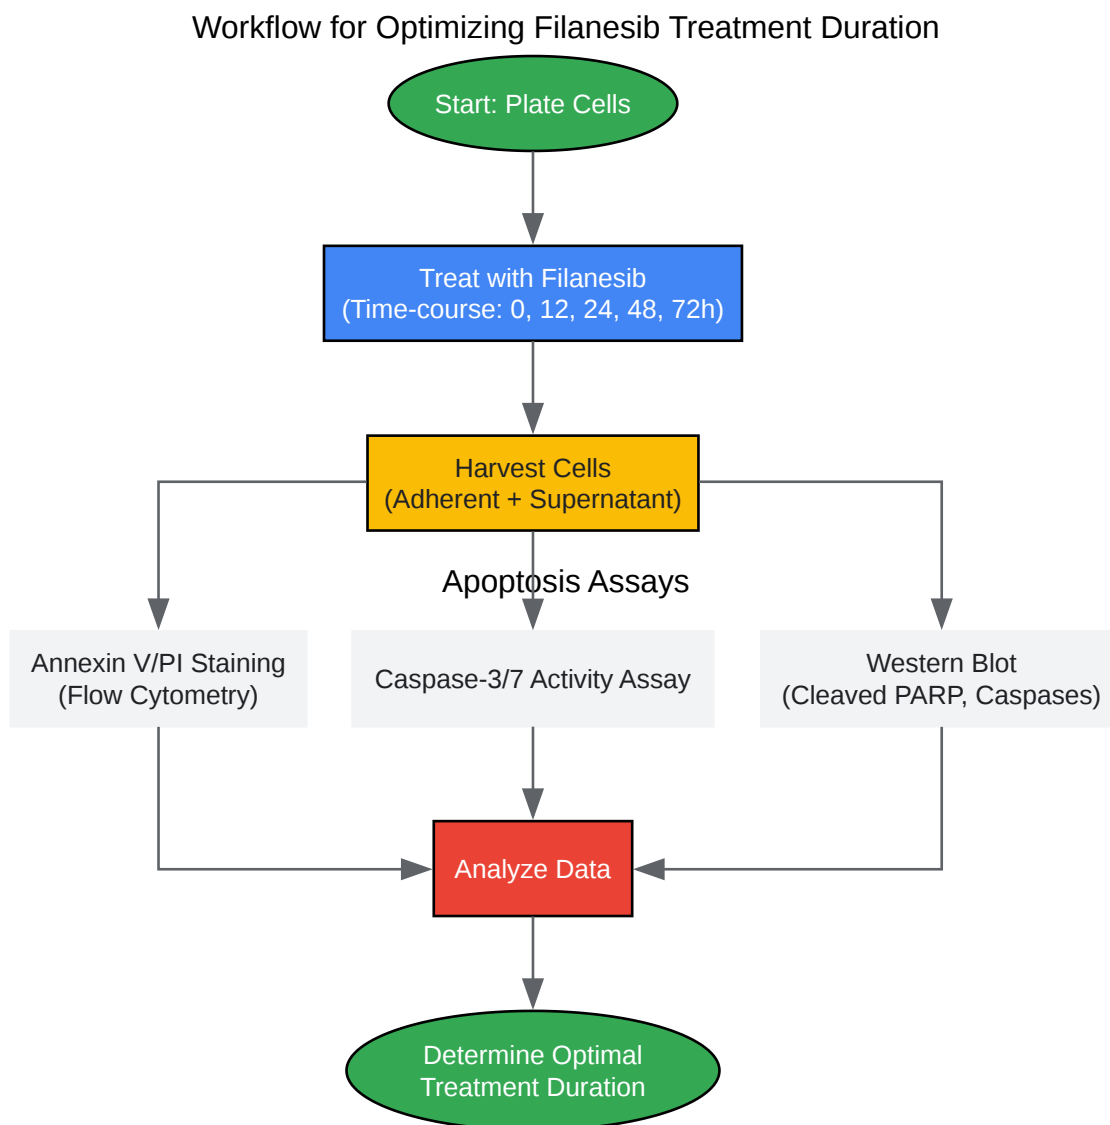 Workflow for Optimizing Filanesib Treatment Duration
Start: Plate Cells
Treat with Filanesib
(Time-course: 0, 12, 24, 48, 72h)
Harvest Cells
(Adherent + Supernatant)
Apoptosis Assays
Annexin V/PI Staining
(Flow Cytometry)
Caspase-3/7 Activity Assay
Western Blot
(Cleaved PARP, Caspases)
Analyze Data
Determine Optimal
Treatment Duration